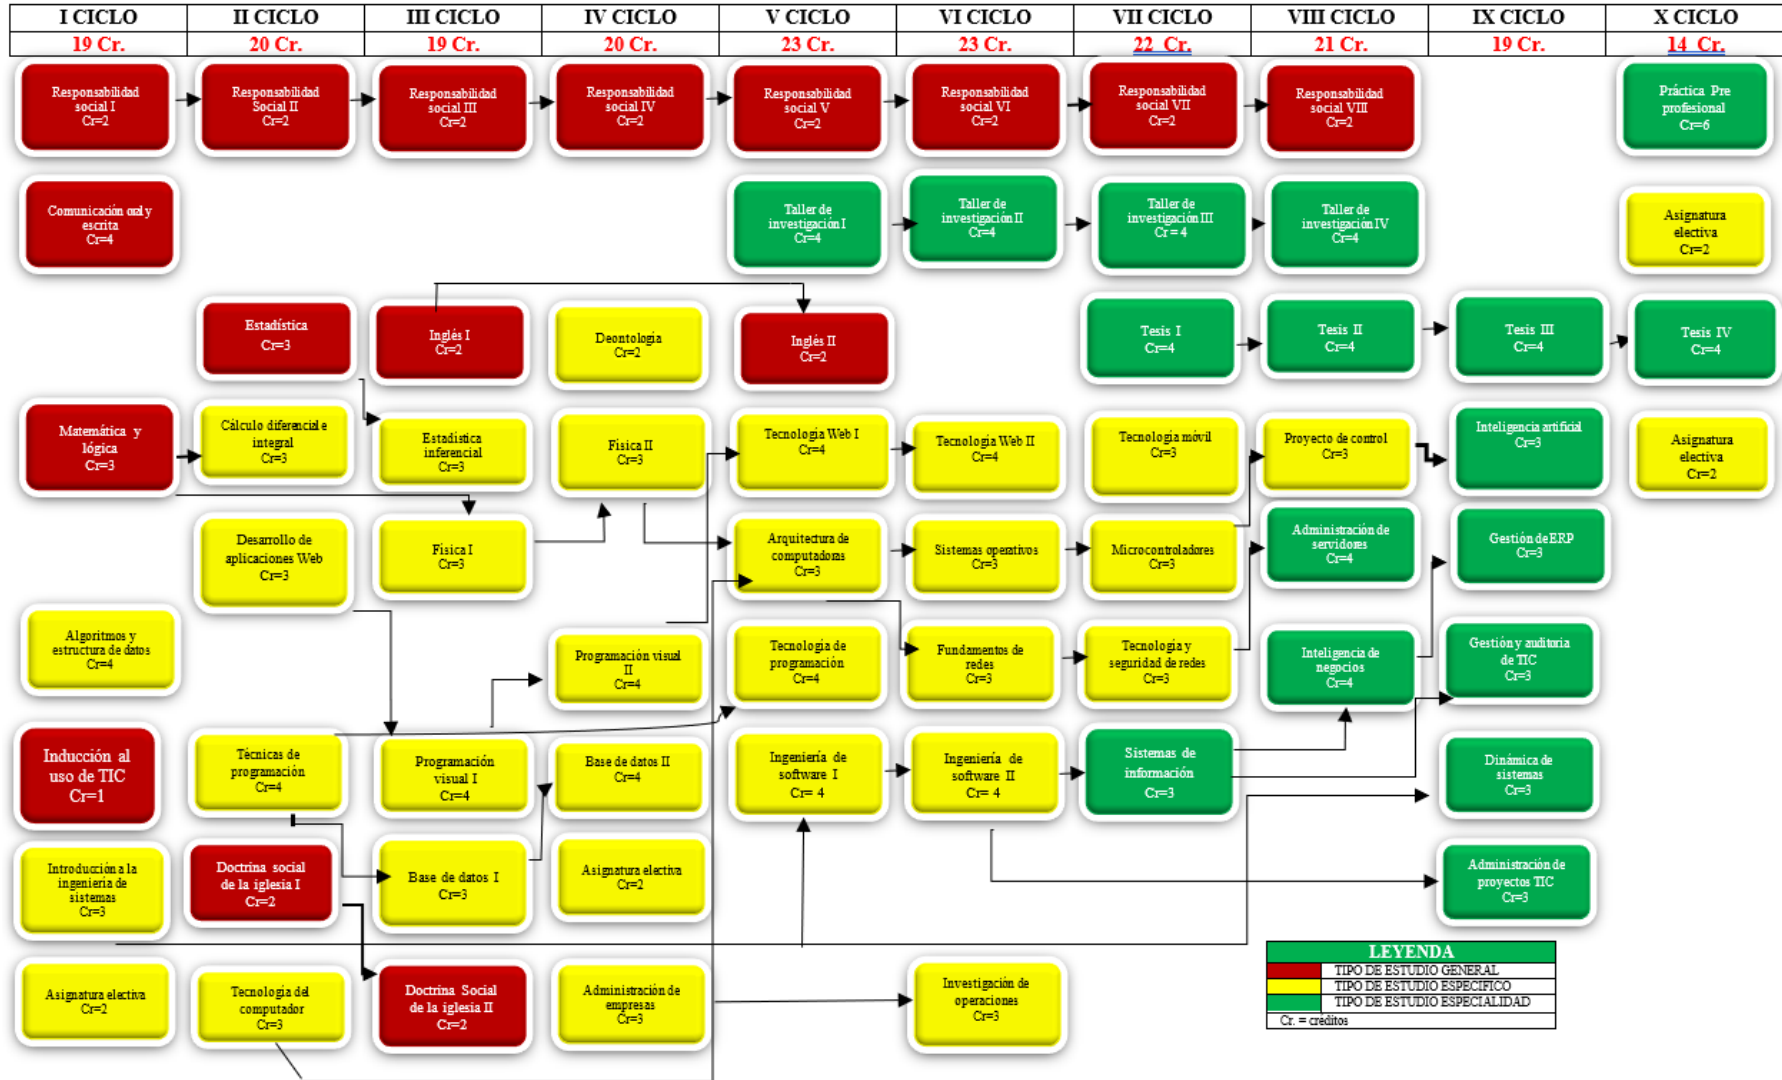 I CICLO
II CICLO
III CICLO
IV CICLO
V CICLO
VI CICLO
VII CICLO
VIII CICLO
IX CICLO
X CICLO
19 Cr.
20 Cr.
19 Cr.
20 Cr.
23 Cr.
23 Cr.
22 Cr.
21 Cr.
19 Cr.
14 Cr.
Responsabilidad
social I
Cr=2
Responsabilidad
Social II
Cr=2
Responsabilidad
social III
Cr=2
Responsabilidad
social IV
Cr=2
Responsabilidad
social V
Cr=2
Responsabilidad
social VI
Cr=2
Responsabilidad
social VII
Cr=2
Responsabilidad
social VIII
Cr=2
Práctica Pre
profesional
Cr=6
Comunicación oral y
escrita
Cr=4
Taller de
investigación I
Cr=4
Taller de
investigación II
Cr=4
Taller de
investigación III
Cr = 4
Taller de
investigación IV
Cr=4
Asignatura
electiva
Cr=2
Estadística
Cr=3
Inglés I
Cr=2
Deontología
Cr=2
Inglés II
Cr=2
Tesis I
Cr=4
Tesis II
Cr=4
Tesis III
Cr=4
Tesis IV
Cr=4
Matemática y
lógica
Cr=3
Cálculo diferencial e
integral
Cr=3
Estadística
inferencial
Cr=3
Física II
Cr=3
Tecnología Web I
Cr=4
Tecnología Web II
Cr=4
Tecnología móvil
Cr=3
Proyecto de control
Cr=3
Inteligencia artificial
Cr=3
Asignatura
electiva
Cr=2
Desarrollo de
aplicaciones Web
Cr=3
Física I
Cr=3
Arquitectura de
computadoras
Cr=3
Sistemas operativos
Cr=3
Microcontroladores
Cr=3
Administración de
servidores
Cr=4
Gestión de ERP
Cr=3
Algoritmos y
estructura de datos
Cr=4
Programación visual
II
Cr=4
Tecnología de
programación
Cr=4
Fundamentos de
redes
Cr=3
Tecnología y
seguridad de redes
Cr=3
Inteligencia de
negocios
Cr=4
Gestión y auditoria
de TIC
Cr=3
Inducción al
uso de TIC
Cr=1
Técnicas de
programación
Cr=4
Programación
visual I
Cr=4
Base de datos II
Cr=4
Ingeniería de
software I
Cr= 4
Ingeniería de
software II
Cr= 4
Sistemas de
información
Cr=3
Dinámica de
sistemas
Cr=3
Introducción a la
ingeniería de
sistemas
Cr=3
Doctrina social
de la iglesia I
Cr=2
Base de datos I
Cr=3
Asignatura electiva
Cr=2
Administración de
proyectos TIC
Cr=3
Asignatura electiva
Cr=2
Tecnología del
computador
Cr=3
Doctrina Social
de la iglesia II
Cr=2
Administración de
empresas
Cr=3
Investigación de
operaciones
Cr=3
LEYENDA
TIPO DE ESTUDIO GENERAL
TIPO DE ESTUDIO ESPECÍFICO
TIPO DE ESTUDIO ESPECIALIDAD
Cr. = créditos